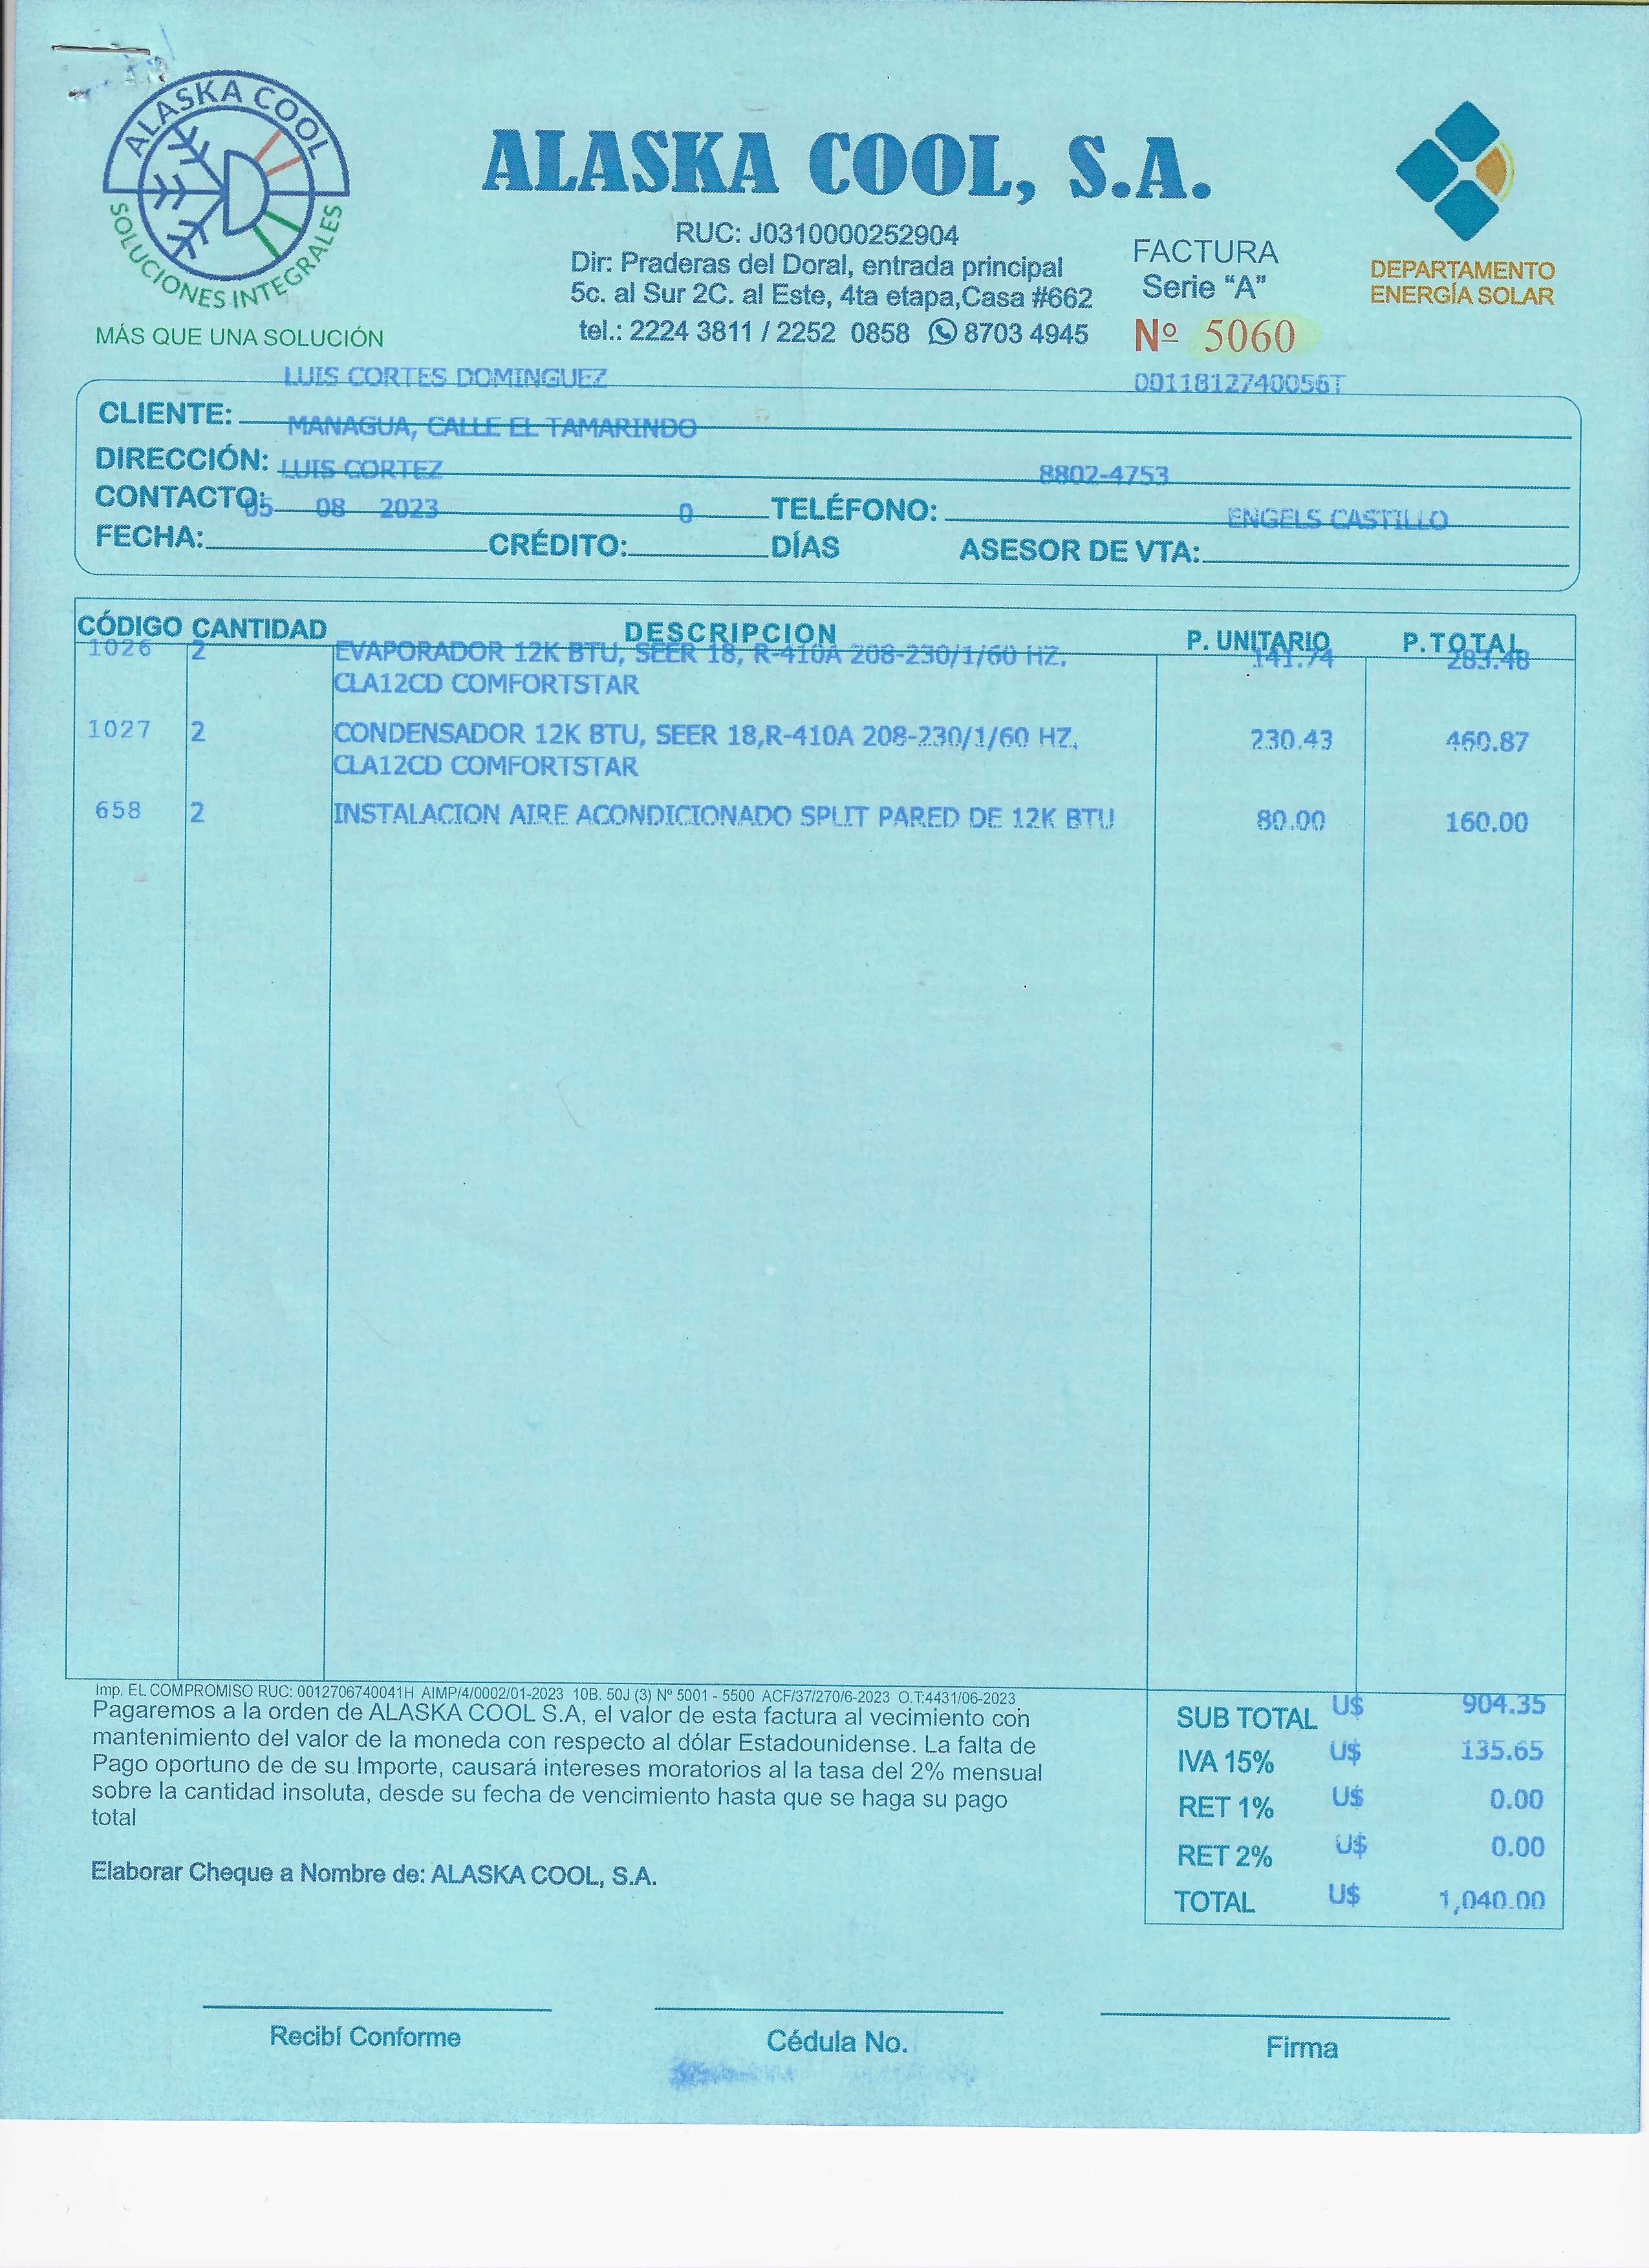 ALASKA COOL
SOLUCIONES INTEGRALES
MÁS QUE UNA SOLUCIÓN
ALASKA COOL, S.A.
RUC: J0310000252904
Dir: Praderas del Doral, entrada principal
5c. al Sur 2C. al Este, 4ta etapa,Casa #662
tel.: 2224 3811 / 2252 0858 8703 4945
FACTURA
Serie “A”
Nº 5060
DEPARTAMENTO
ENERGÍA SOLAR
LUIS CORTES DOMINGUEZ 0011812740056T
CLIENTE: MANAGUA, CALLE EL TAMARINDO
DIRECCIÓN: LUIS CORTEZ 8802-4753
CONTACTO: 05 08 2023 0 TELÉFONO: ENGELS CASTILLO
FECHA: CRÉDITO: DÍAS ASESOR DE VTA:
CÓDIGO CANTIDAD DESCRIPCION P. UNITARIO P. TOTAL
1026 2 EVAPORADOR 12K BTU, SEER 18, R-410A 208-230/1/60 HZ, 141.74 283.48
CLA12CD COMFORTSTAR
1027 2 CONDENSADOR 12K BTU, SEER 18,R-410A 208-230/1/60 HZ, 230.43 460.87
CLA12CD COMFORTSTAR
658 2 INSTALACION AIRE ACONDICIONADO SPLIT PARED DE 12K BTU 80.00 160.00
Imp. EL COMPROMISO RUC: 0012706740041H AIMP/4/0002/01-2023 10B. 50J (3) Nº 5001 - 5500 ACF/37/270/6-2023 O.T:4431/06-2023
Pagaremos a la orden de ALASKA COOL S.A, el valor de esta factura al vecimiento con
mantenimiento del valor de la moneda con respecto al dólar Estadounidense. La falta de
Pago oportuno de de su Importe, causará intereses moratorios al la tasa del 2% mensual
sobre la cantidad insoluta, desde su fecha de vencimiento hasta que se haga su pago
total
Elaborar Cheque a Nombre de: ALASKA COOL, S.A.
SUB TOTAL U$ 904.35
IVA 15% U$ 135.65
RET 1% U$ 0.00
RET 2% U$ 0.00
TOTAL U$ 1,040.00
Recibí Conforme
Cédula No.
Firma